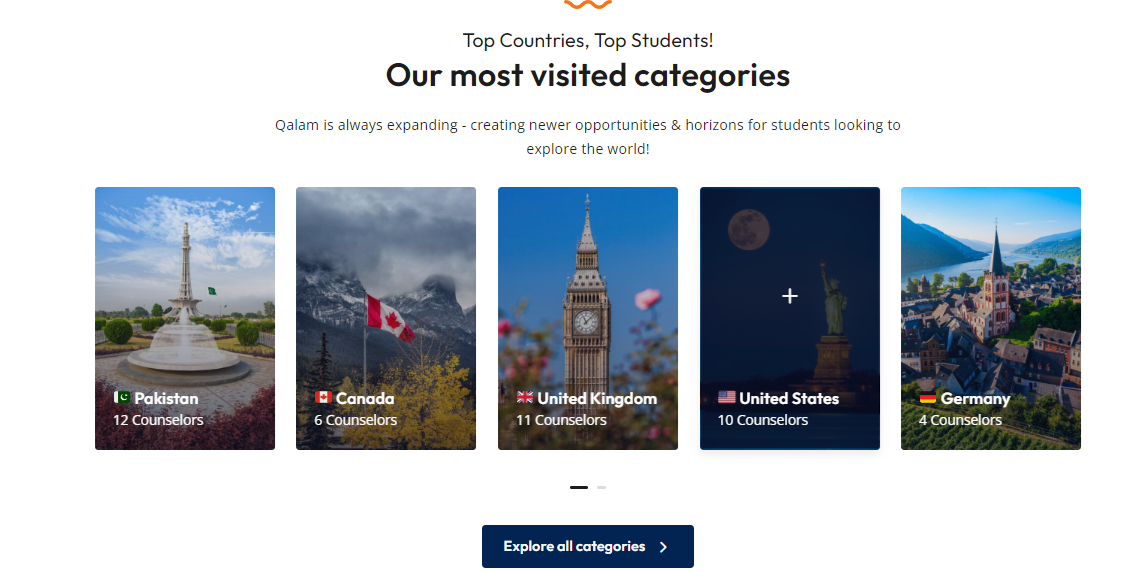 Top Countries, Top Students!
Our most visited categories
Qalam is always expanding - creating newer opportunities & horizons for students looking to
explore the world!
Pakistan
12 Counselors
Canada
6 Counselors
United Kingdom
11 Counselors
+
United States
10 Counselors
Germany
4 Counselors
Explore all categories